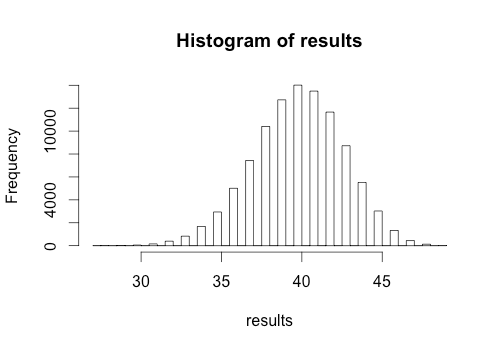 Histogram of results
Frequency
10000
4000
0
30 35 40 45
results